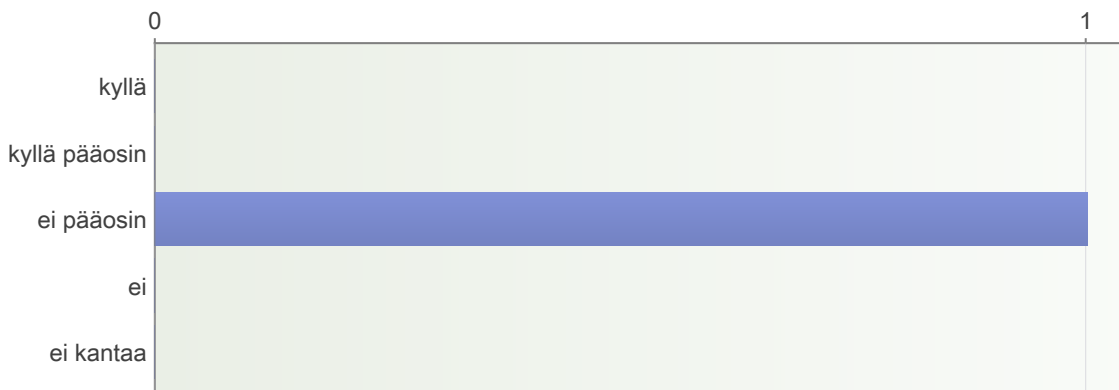 0 1
kyllä
kyllä pääosin
ei pääosin
ei
ei kantaa